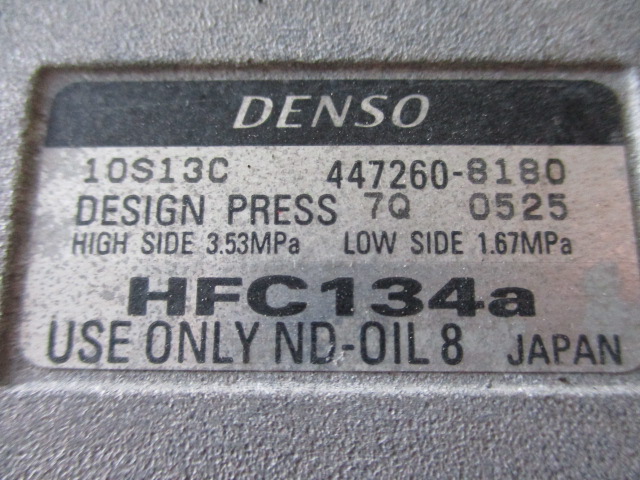 DENSO
10S13C 447260-8180
DESIGN PRESS 7Q 0525
HIGH SIDE 3.53MPa LOW SIDE 1.67MPa
HFC134a
USE ONLY ND-OIL 8 JAPAN